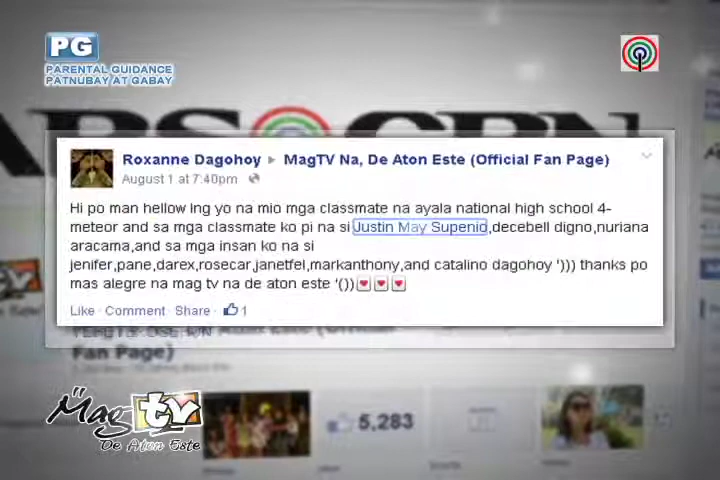 PG
PARENTAL GUIDANCE
PATNUBAY AT GABAY
ABS-CBN
Roxanne Dagohoy ▸ MagTV Na, De Aton Este (Official Fan Page)
August 1 at 7:40pm
Hi po man hellow lng yo na mio mga classmate na ayala national high school 4-
meteor and sa mga classmate ko pi na si Justin May Supenio,decebell digno,nuriana
aracama,and sa mga insan ko na si
jenifer,pane,darex,rosecar,janetfel,markanthony,and catalino dagohoy '))) thanks po
mas alegre na mag tv na de aton este '())
Like · Comment · Share · 1
Fan Page)
5,283
Mag tv
De Aton Este